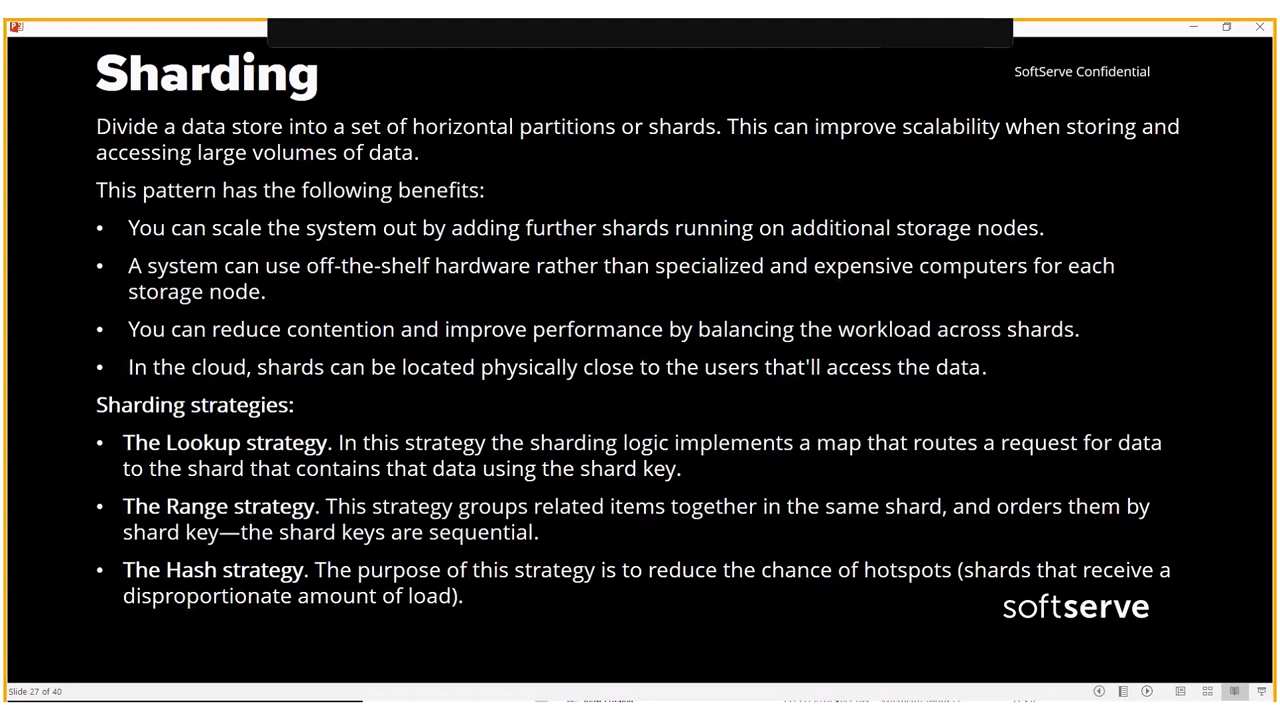 Sharding
SoftServe Confidential
Divide a data store into a set of horizontal partitions or shards. This can improve scalability when storing and
accessing large volumes of data.
This pattern has the following benefits:
• You can scale the system out by adding further shards running on additional storage nodes.
• A system can use off-the-shelf hardware rather than specialized and expensive computers for each
storage node.
• You can reduce contention and improve performance by balancing the workload across shards.
• In the cloud, shards can be located physically close to the users that'll access the data.
Sharding strategies:
• The Lookup strategy. In this strategy the sharding logic implements a map that routes a request for data
to the shard that contains that data using the shard key.
• The Range strategy. This strategy groups related items together in the same shard, and orders them by
shard key—the shard keys are sequential.
• The Hash strategy. The purpose of this strategy is to reduce the chance of hotspots (shards that receive a
disproportionate amount of load).
softserve
Slide 27 of 40